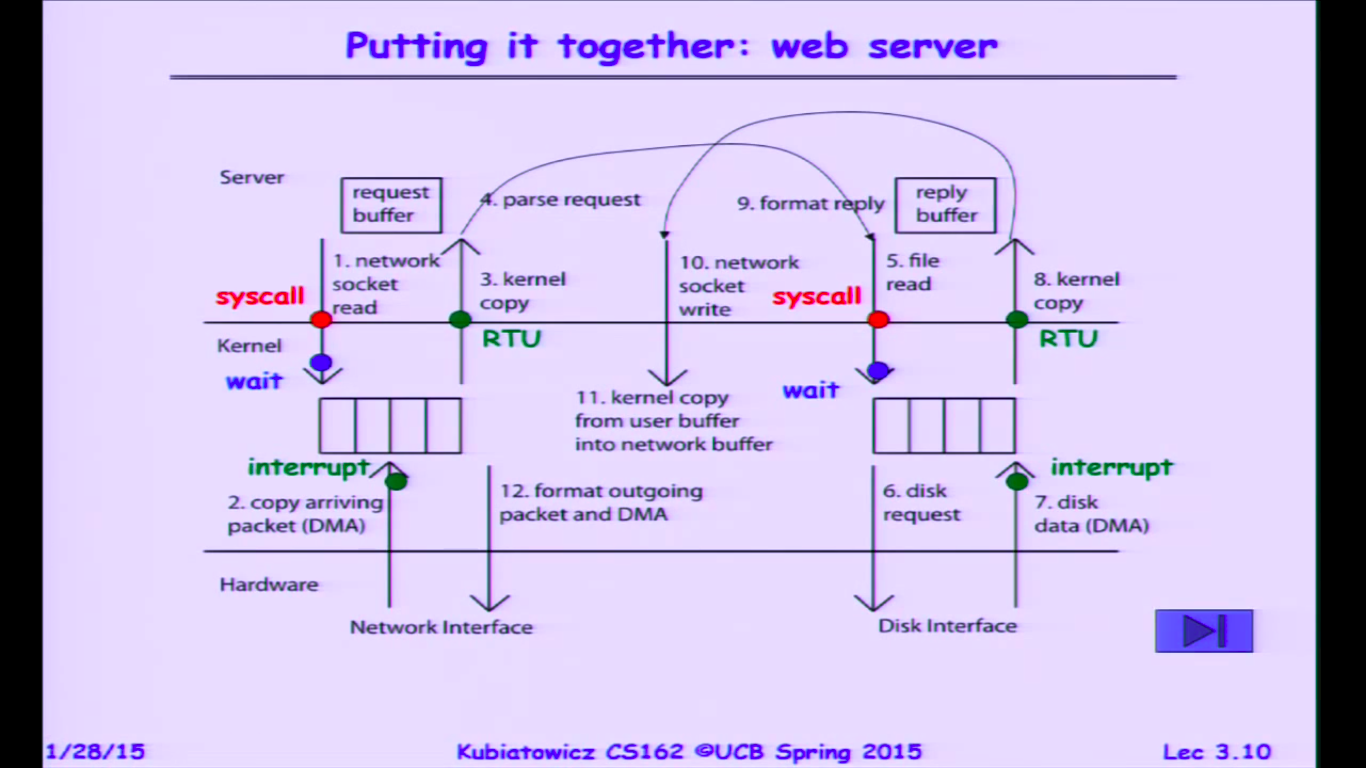 Putting it together: web server
Server
request
buffer
4. parse request
9. format reply
reply
buffer
1. network
socket
read
3. kernel
copy
10. network
socket
write
5. file
read
8. kernel
copy
syscall
syscall
Kernel
RTU
RTU
wait
wait
11. kernel copy
from user buffer
into network buffer
interrupt
interrupt
2. copy arriving
packet (DMA)
12. format outgoing
packet and DMA
6. disk
request
7. disk
data (DMA)
Hardware
Network Interface
Disk Interface
1/28/15
Kubiatowicz CS162 ©UCB Spring 2015
Lec 3.10